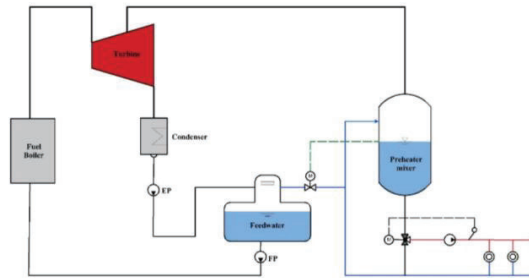 Turbine
Fuel
Boiler
Condenser
EP
Preheater
mixer
Feedwater
FP